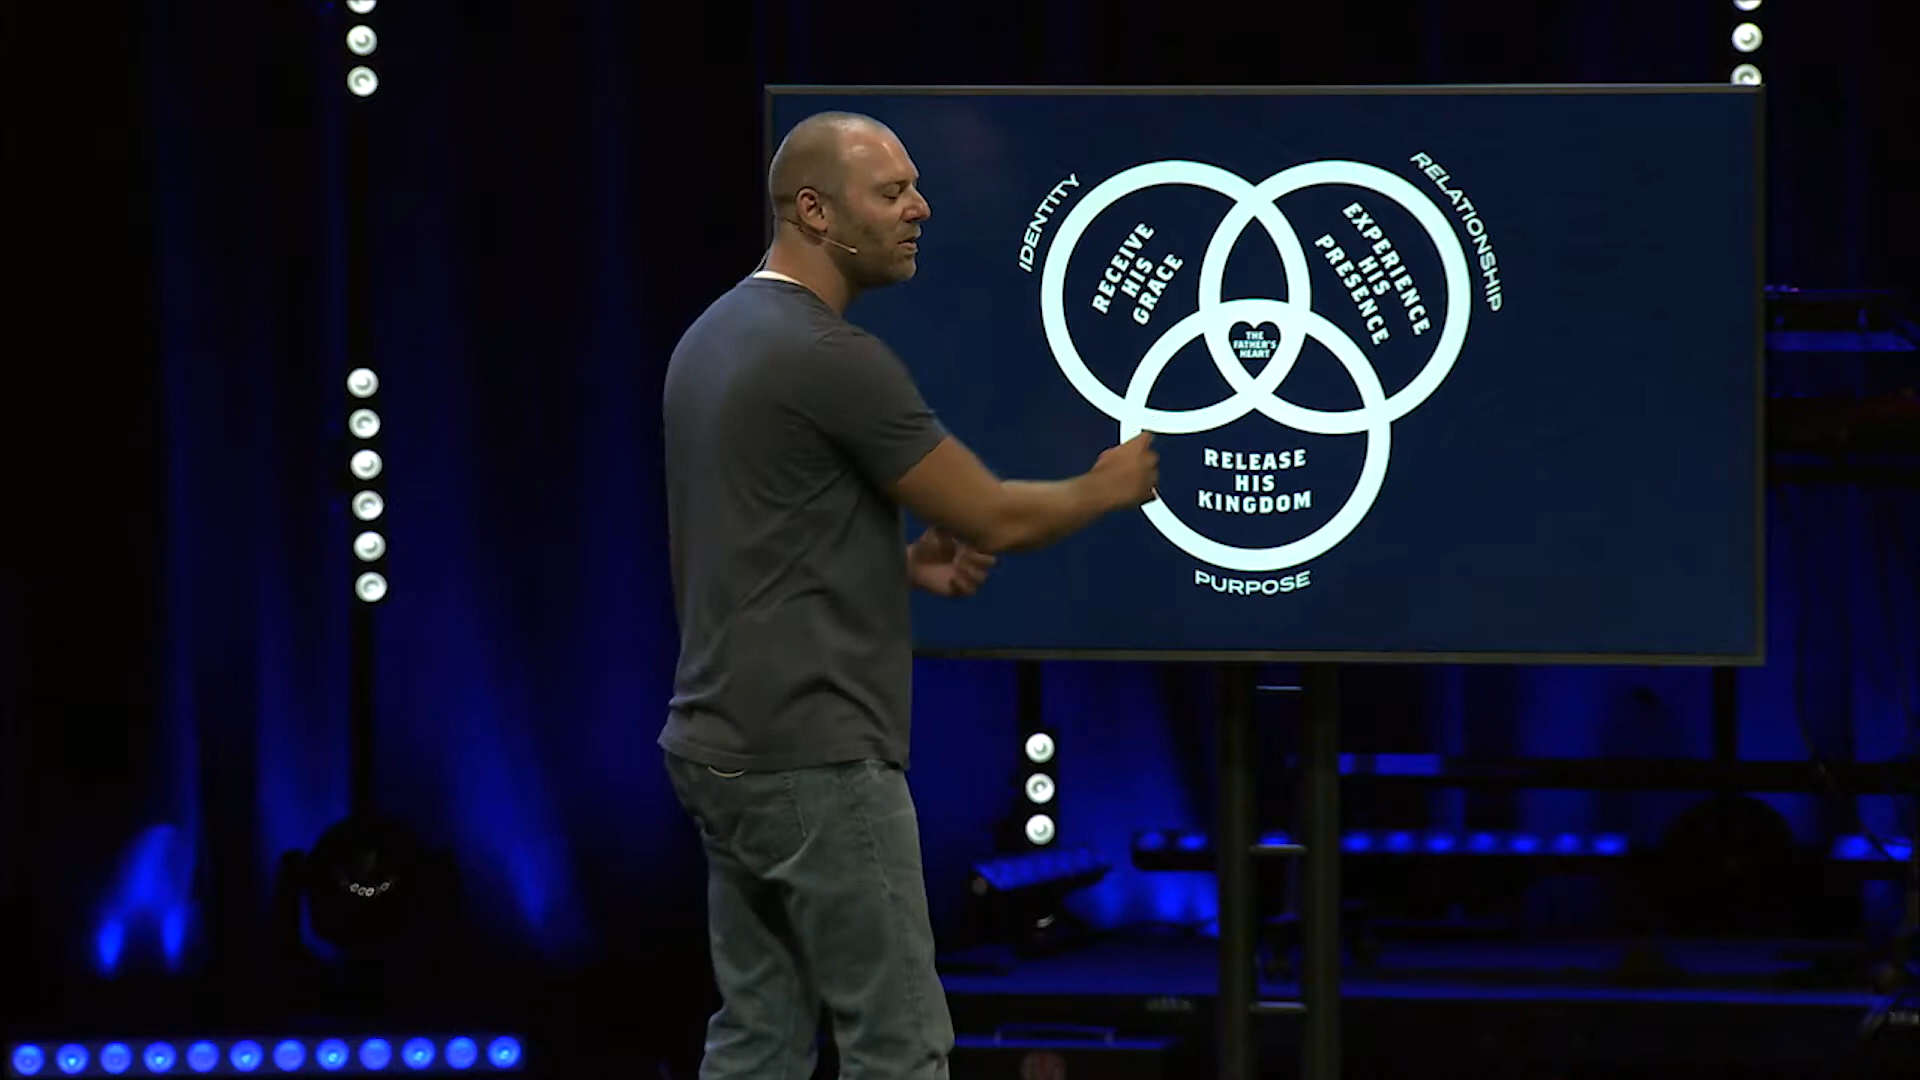 IDENTITY
RECEIVE
HIS
GRACE
RELATIONSHIP
EXPERIENCE
HIS
PRESENCE
THE
FATHER'S
HEART
RELEASE
HIS
KINGDOM
PURPOSE